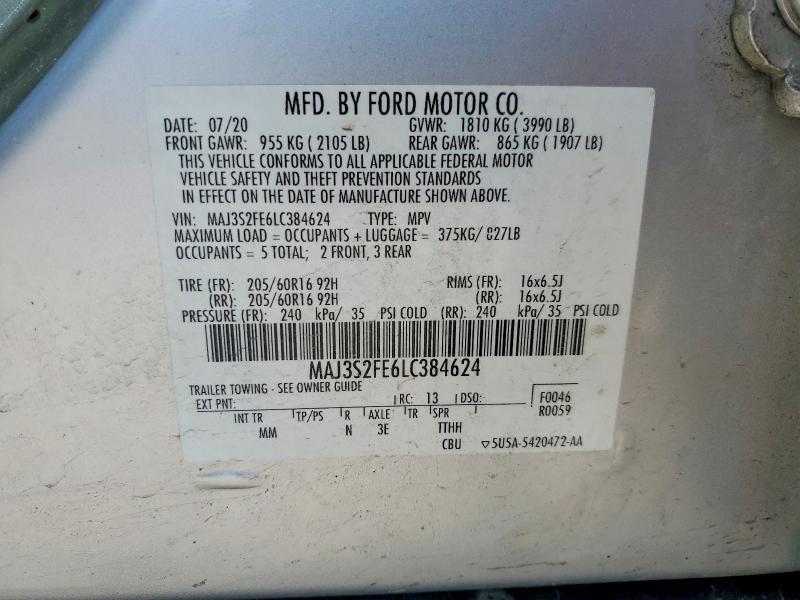 MFD. BY FORD MOTOR CO.
DATE: 07/20 GVWR: 1810 KG ( 3990 LB)
FRONT GAWR: 955 KG ( 2105 LB) REAR GAWR: 865 KG ( 1907 LB)
THIS VEHICLE CONFORMS TO ALL APPLICABLE FEDERAL MOTOR
VEHICLE SAFETY AND THEFT PREVENTION STANDARDS
IN EFFECT ON THE DATE OF MANUFACTURE SHOWN ABOVE.
VIN: MAJ3S2FE6LC384624 TYPE: MPV
MAXIMUM LOAD = OCCUPANTS + LUGGAGE = 375KG/ 827LB
OCCUPANTS = 5 TOTAL; 2 FRONT, 3 REAR
TIRE (FR): 205/60R16 92H RIMS (FR): 16x6.5J
(RR): 205/60R16 92H (RR): 16x6.5J
PRESSURE (FR): 240 kPa/ 35 PSI COLD (RR): 240 kPa/ 35 PSI COLD
MAJ3S2FE6LC384624
TRAILER TOWING - SEE OWNER GUIDE
EXT PNT: RC: 13 DSO: F0046
R0059
INT TR TP/PS R AXLE TR SPR
MM N 3E TTHH
CBU 5U5A-5420472-AA